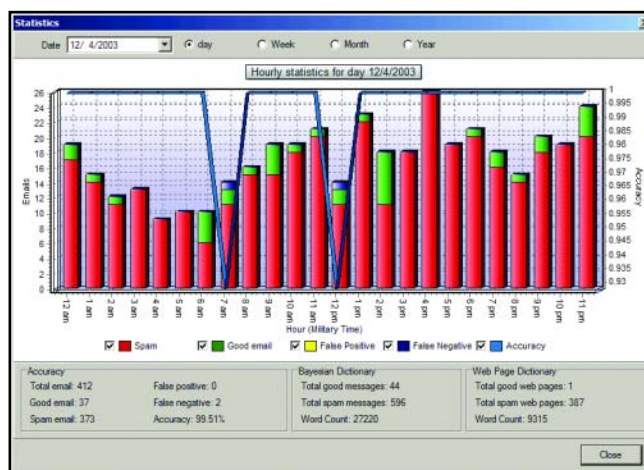 Statistics
Date 12/ 4/2003 day Week Month Year
Hourly statistics for day 12/4/2003
26
24
22
20
18
16
14
12
10
8
6
4
2
0
Emails
1
0.995
0.99
0.985
0.98
0.975
0.97
0.965
0.96
0.955
0.95
0.945
0.94
0.935
0.93
Accuracy
12 am
1 am
2 am
3 am
4 am
5 am
6 am
7 am
8 am
9 am
10 am
11 am
12 pm
1 pm
2 pm
3 pm
4 pm
5 pm
6 pm
7 pm
8 pm
9 pm
10 pm
11 pm
Hour (Military Time)
Spam Good email False Positive False Negative Accuracy
Accuracy
Total email: 412 False positive: 0
Good email: 37 False negative: 2
Spam email: 373 Accuracy: 99.51%
Bayesian Dictionary
Total good messages: 44
Total spam messages: 596
Word Count: 27220
Web Page Dictionary
Total good web pages: 1
Total spam web pages: 387
Word Count: 9315
Close